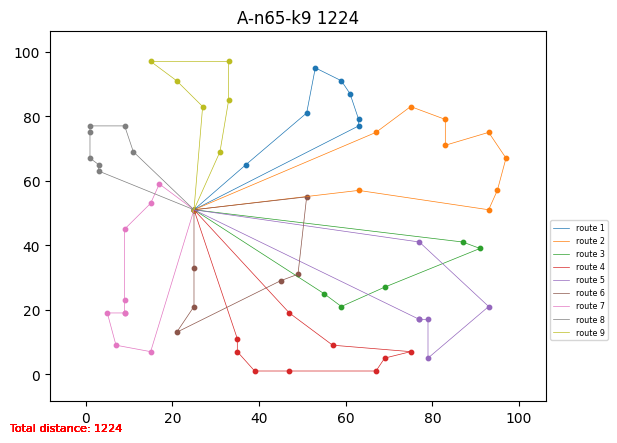 A-n65-k9 1224
100
80
60
40
20
0
0 20 40 60 80 100
route 1
route 2
route 3
route 4
route 5
route 6
route 7
route 8
route 9
Total distance: 1224